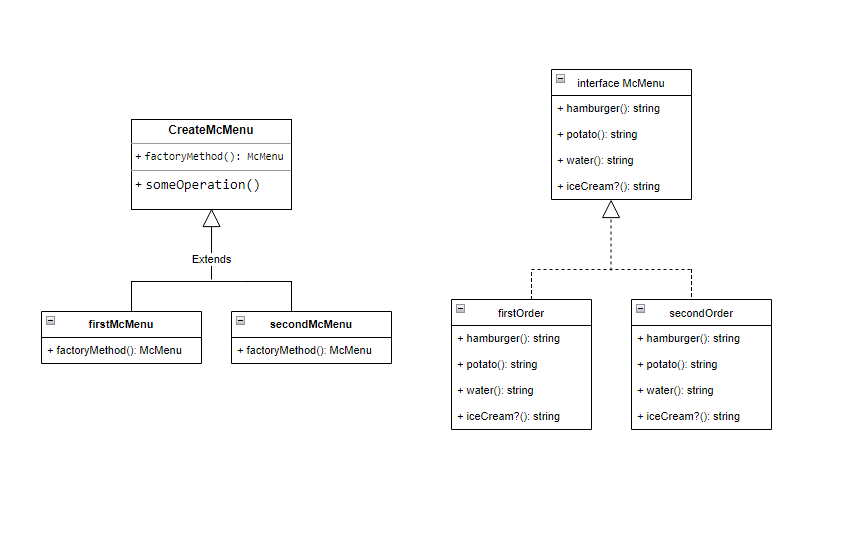 CreateMcMenu
+ factoryMethod(): McMenu
+ someOperation()
Extends
firstMcMenu
+ factoryMethod(): McMenu
secondMcMenu
+ factoryMethod(): McMenu
interface McMenu
+ hamburger(): string
+ potato(): string
+ water(): string
+ iceCream?(): string
firstOrder
+ hamburger(): string
+ potato(): string
+ water(): string
+ iceCream?(): string
secondOrder
+ hamburger(): string
+ potato(): string
+ water(): string
+ iceCream?(): string